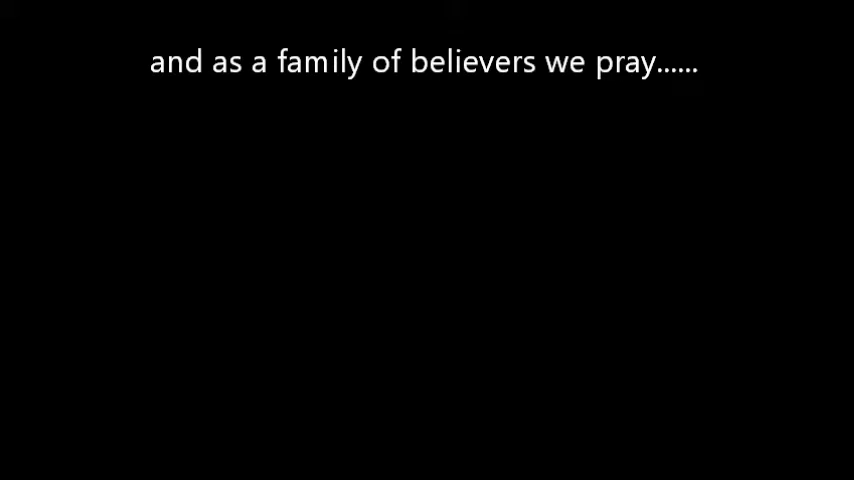 and as a family of believers we pray......